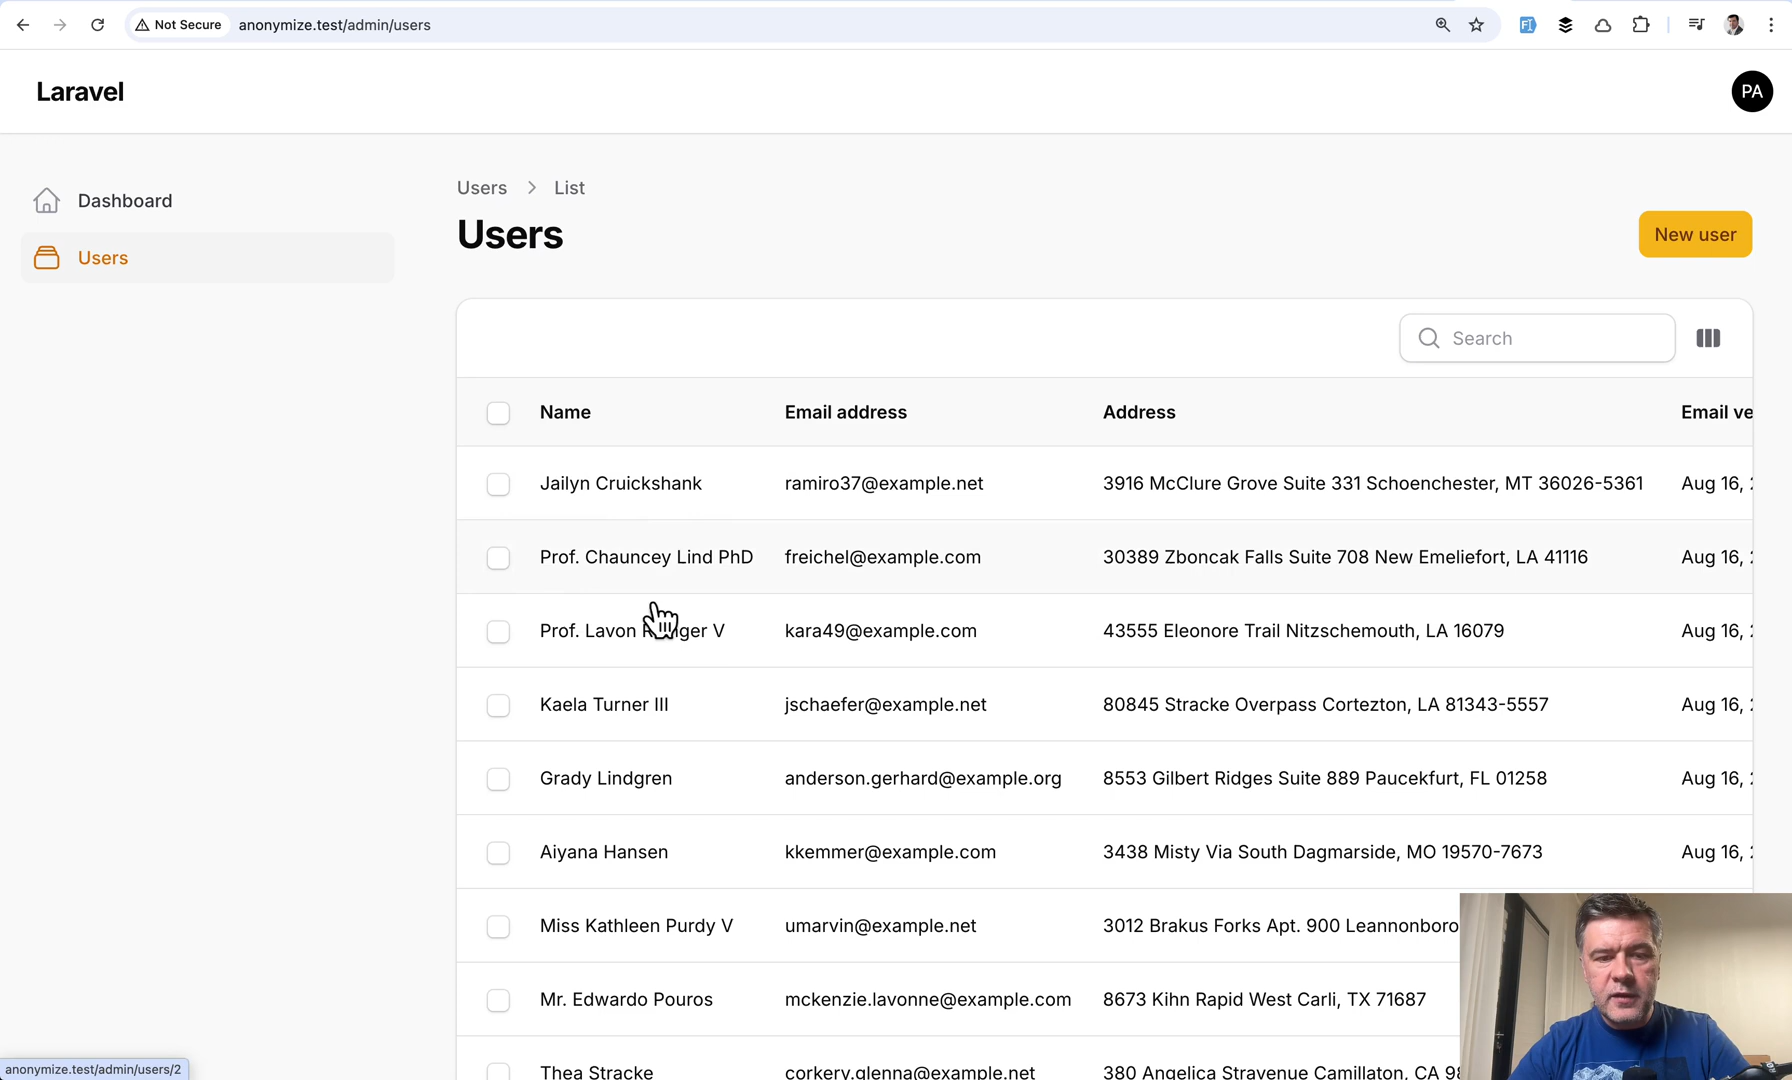 Not Secure anonymize.test/admin/users
Laravel
PA
Dashboard
Users
Users > List
Users
New user
Search
Name Email address Address Email ve
Jailyn Cruickshank ramiro37@example.net 3916 McClure Grove Suite 331 Schoenchester, MT 36026-5361 Aug 16,
Prof. Chauncey Lind PhD freichel@example.com 30389 Zboncak Falls Suite 708 New Emeliefort, LA 41116 Aug 16,
Prof. Lavon V kara49@example.com 43555 Eleonore Trail Nitzschemouth, LA 16079 Aug 16,
Kaela Turner III jschaefer@example.net 80845 Stracke Overpass Cortezton, LA 81343-5557 Aug 16,
Grady Lindgren anderson.gerhard@example.org 8553 Gilbert Ridges Suite 889 Paucekfurt, FL 01258 Aug 16,
Aiyana Hansen kkemmer@example.com 3438 Misty Via South Dagmarside, MO 19570-7673 Aug 16,
Miss Kathleen Purdy V umarvin@example.net 3012 Brakus Forks Apt. 900 Leannonboro
Mr. Edwardo Pouros mckenzie.lavonne@example.com 8673 Kihn Rapid West Carli, TX 71687
Thea Stracke corkery.glenna@example.net 380 Angelica Stravenue Camillaton, CA 98
anonymize.test/admin/users/2